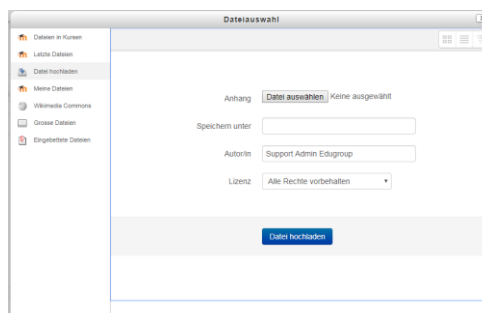 Dateiauswahl
Dateien in Kursen
Letzte Dateien
Datei hochladen
Meine Dateien
Wikimedia Commons
Grosse Dateien
Eingebettete Dateien
Anhang Datei auswählen Keine ausgewählt
Speichern unter
Autor/in Support Admin Edugroup
Lizenz Alle Rechte vorbehalten
Datei hochladen